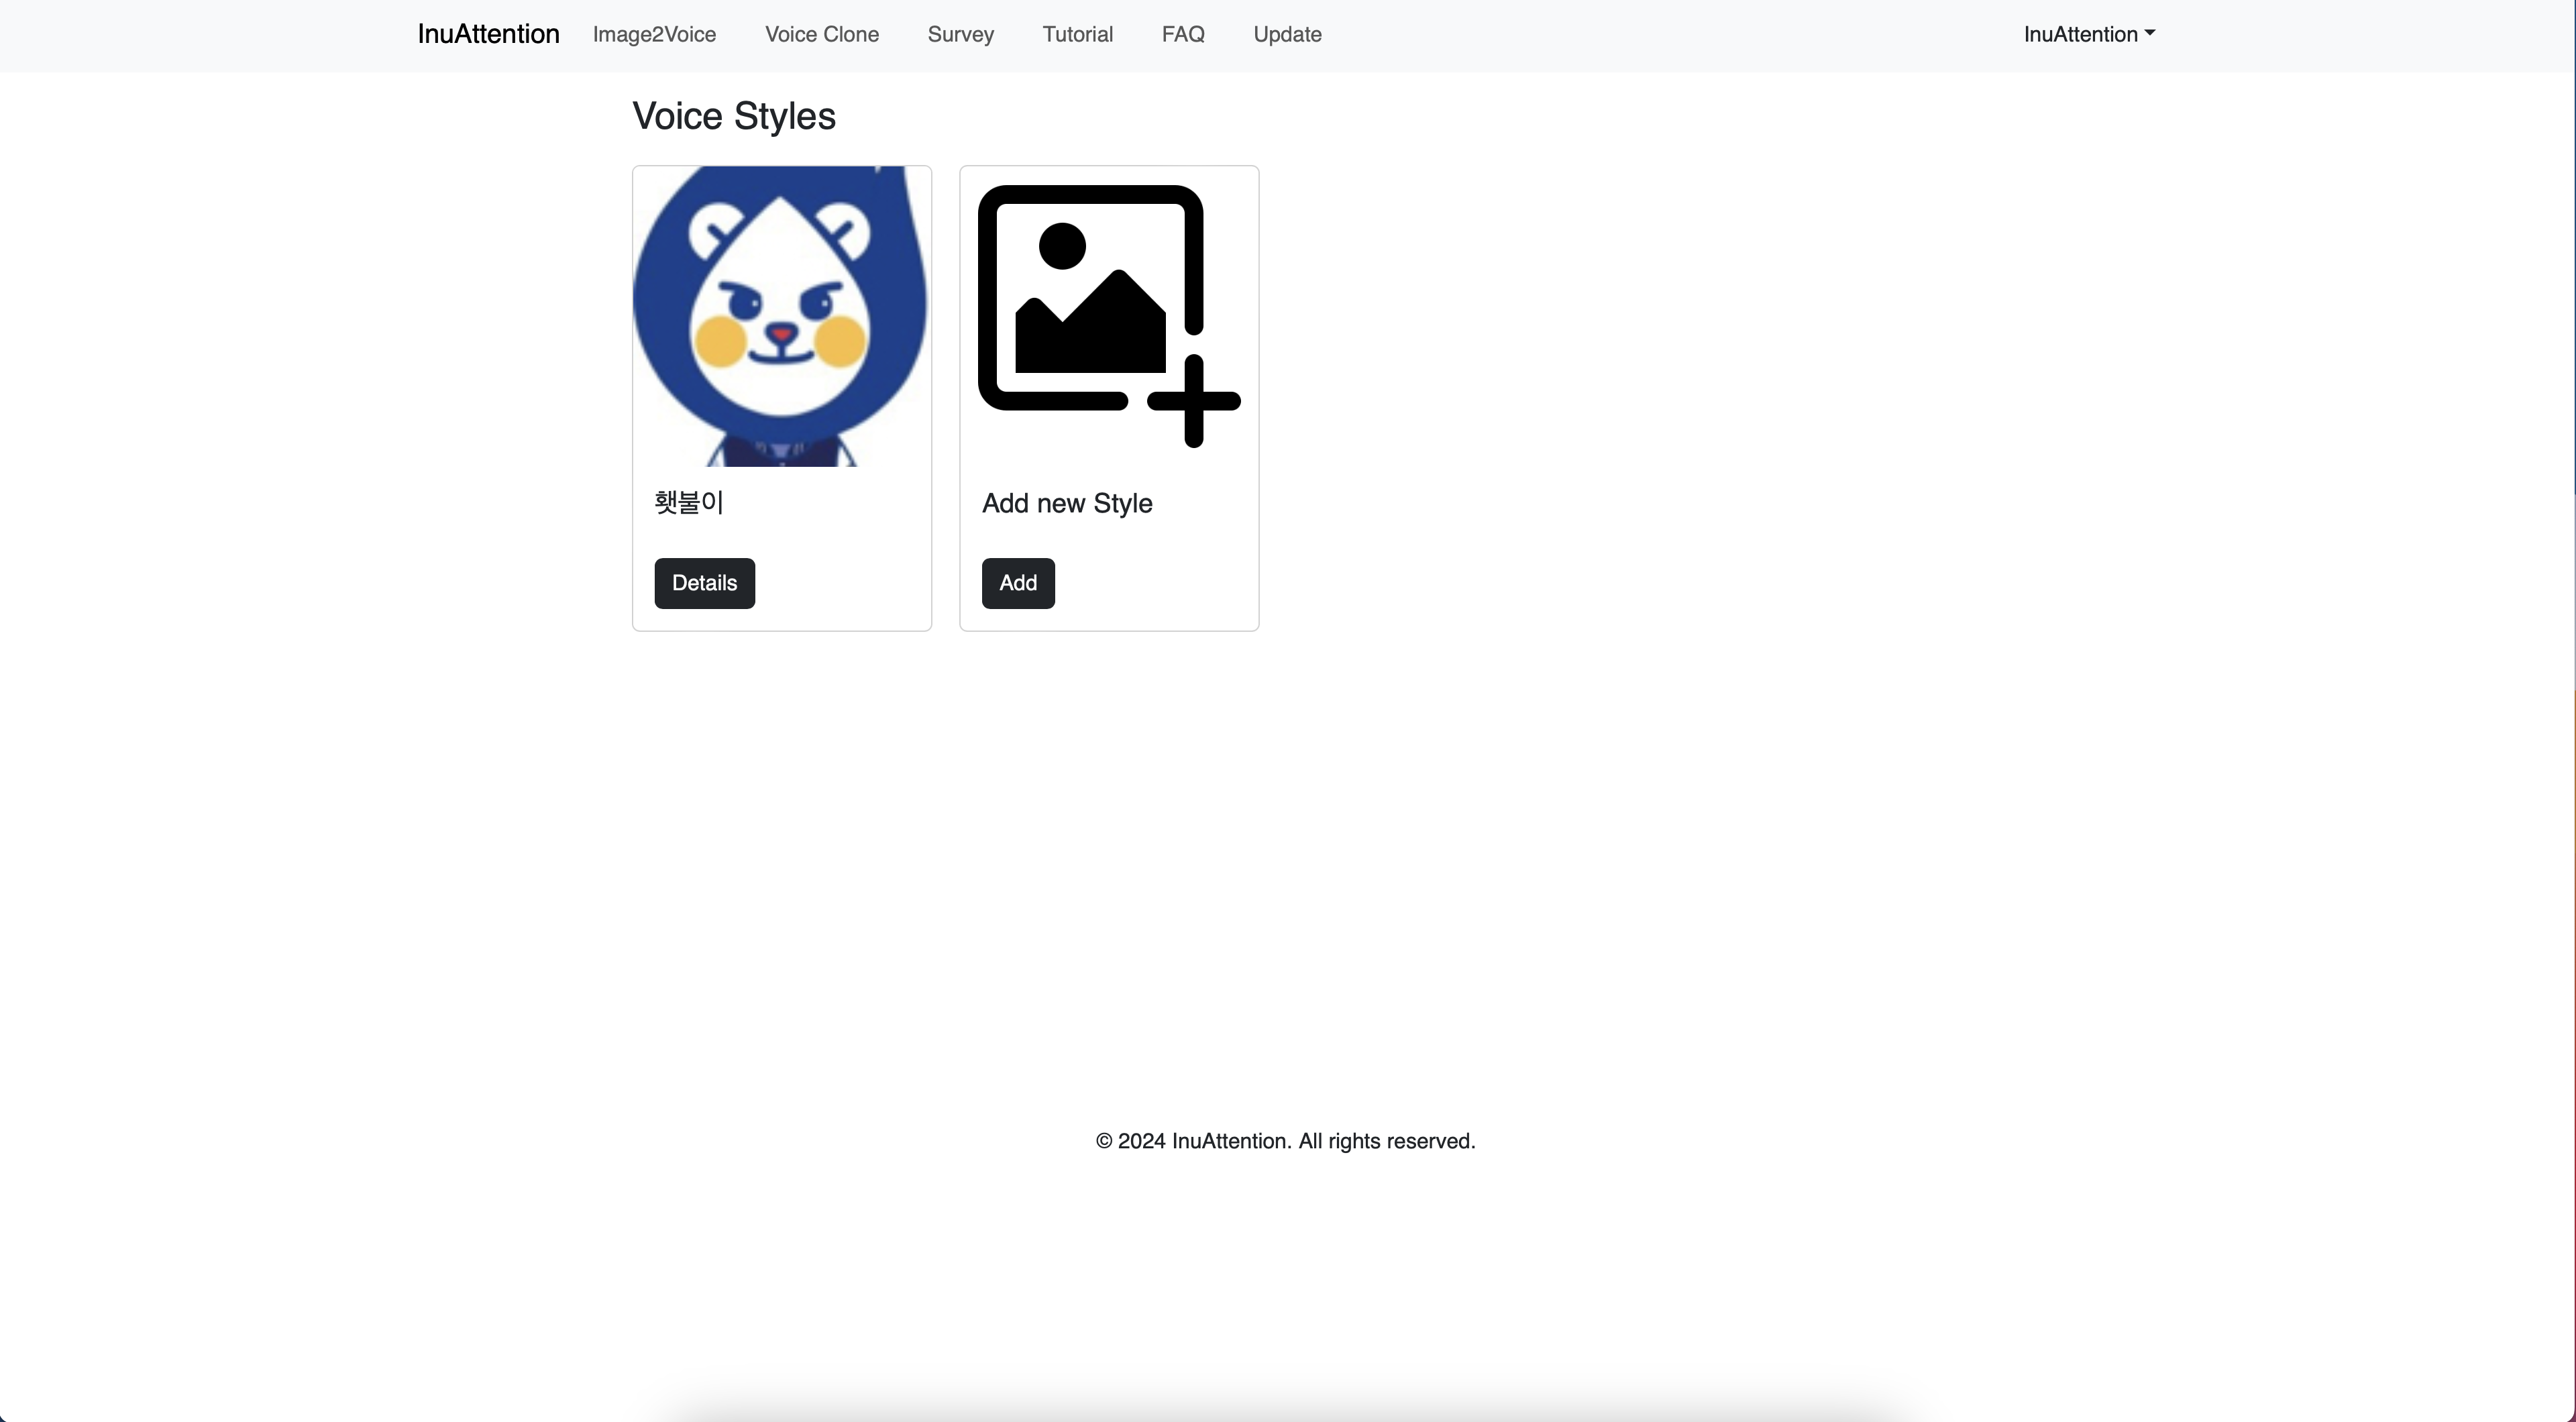 InuAttention Image2Voice Voice Clone Survey Tutorial FAQ Update InuAttention
Voice Styles
횃불이
Details
Add new Style
Add
© 2024 InuAttention. All rights reserved.